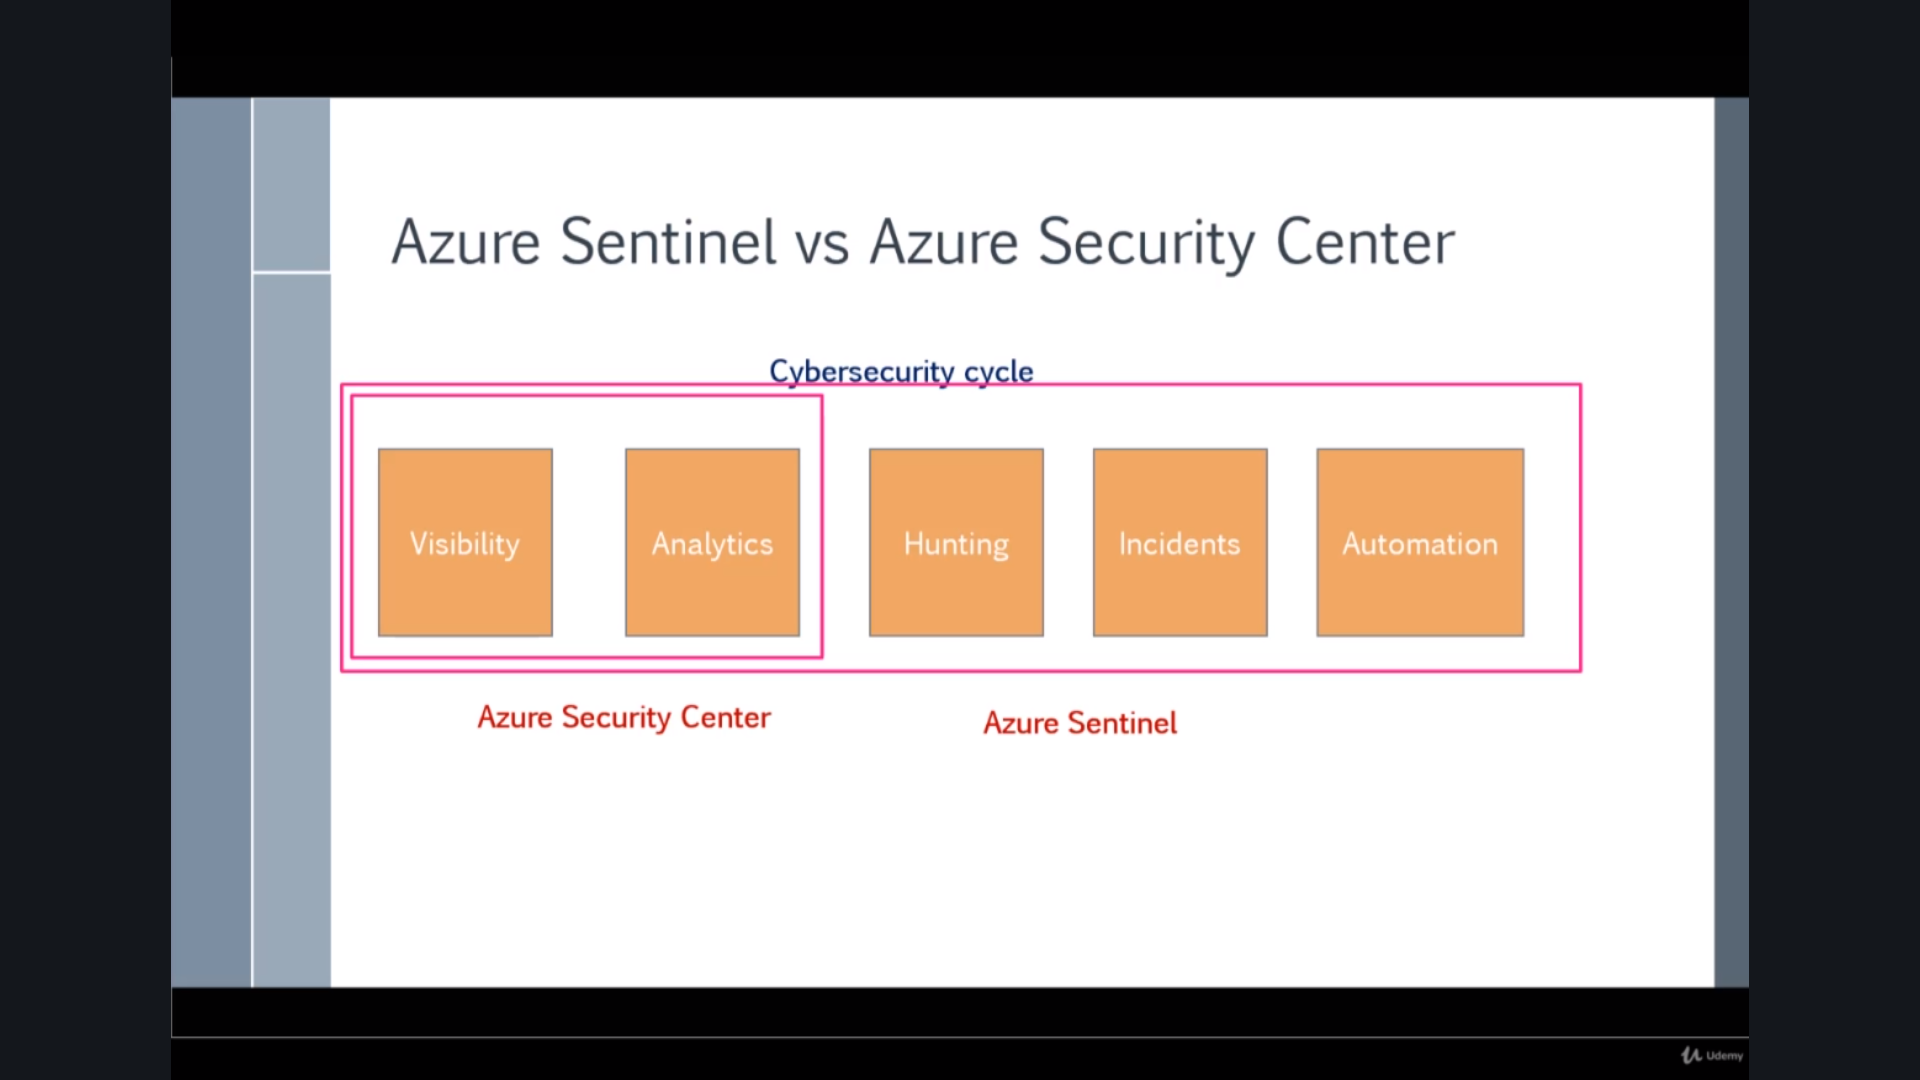 Azure Sentinel vs Azure Security Center
Cybersecurity cycle
Visibility
Analytics
Hunting
Incidents
Automation
Azure Security Center
Azure Sentinel
Udemy